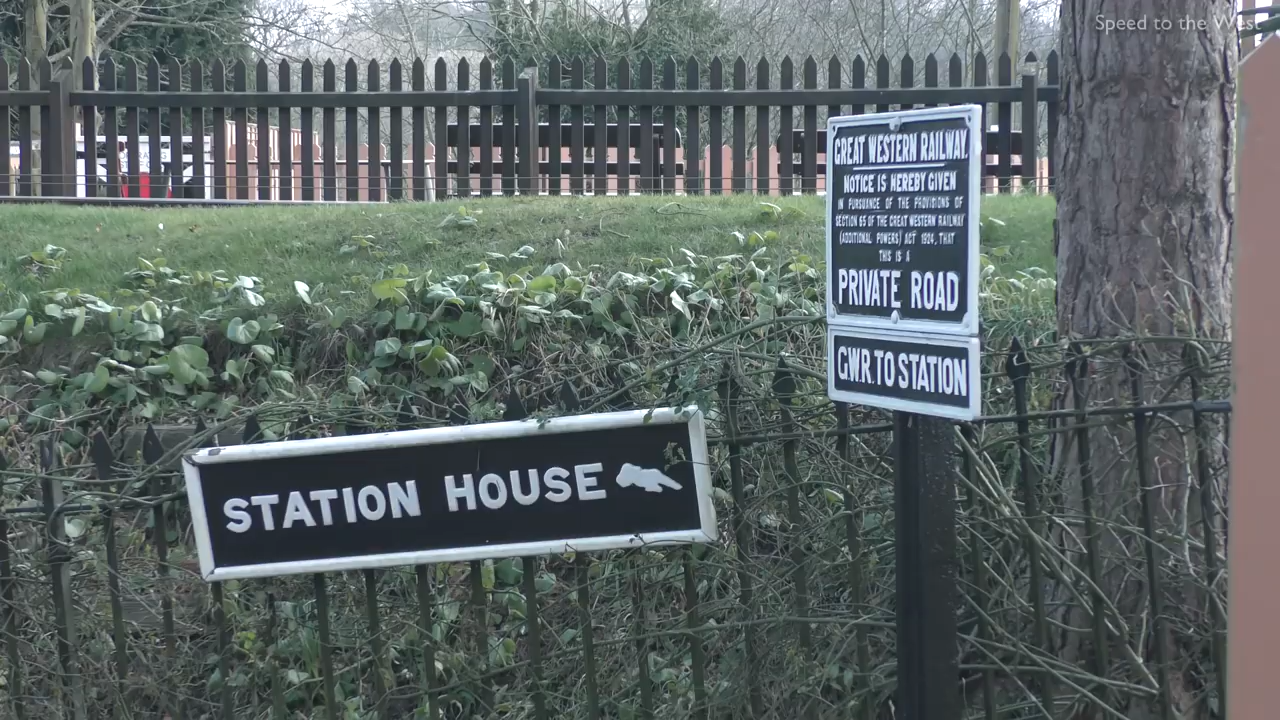 Speed to the West
GREAT WESTERN RAILWAY.
NOTICE IS HEREBY GIVEN
IN PURSUANCE OF THE PROVISIONS OF
SECTION 65 OF THE GREAT WESTERN RAILWAY
(ADDITIONAL POWERS) ACT 1924, THAT
THIS IS A
PRIVATE ROAD
G.W.R. TO STATION
STATION HOUSE